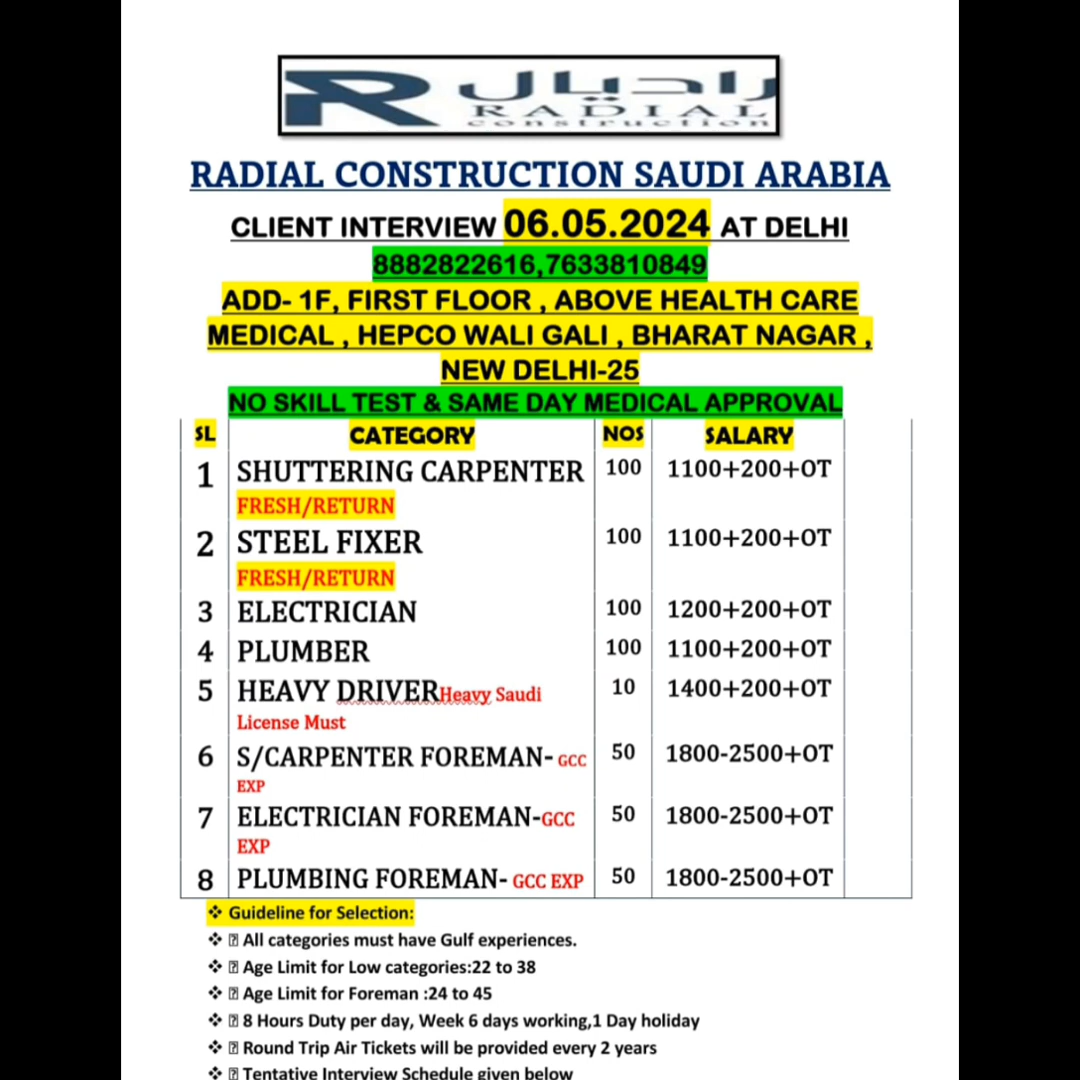 راديال
RADIAL
construction
RADIAL CONSTRUCTION SAUDI ARABIA
CLIENT INTERVIEW 06.05.2024 AT DELHI
8882822616,7633810849
ADD- 1F, FIRST FLOOR , ABOVE HEALTH CARE
MEDICAL , HEPCO WALI GALI , BHARAT NAGAR ,
NEW DELHI-25
NO SKILL TEST & SAME DAY MEDICAL APPROVAL
SL CATEGORY NOS SALARY
1 SHUTTERING CARPENTER 100 1100+200+OT
FRESH/RETURN
2 STEEL FIXER 100 1100+200+OT
FRESH/RETURN
3 ELECTRICIAN 100 1200+200+OT
4 PLUMBER 100 1100+200+OT
5 HEAVY DRIVERHeavy Saudi 10 1400+200+OT
License Must
6 S/CARPENTER FOREMAN- GCC 50 1800-2500+OT
EXP
7 ELECTRICIAN FOREMAN-GCC 50 1800-2500+OT
EXP
8 PLUMBING FOREMAN- GCC EXP 50 1800-2500+OT
❖ Guideline for Selection:
❖ All categories must have Gulf experiences.
❖ Age Limit for Low categories:22 to 38
❖ Age Limit for Foreman :24 to 45
❖ 8 Hours Duty per day, Week 6 days working,1 Day holiday
❖ Round Trip Air Tickets will be provided every 2 years
❖ Tentative Interview Schedule given below